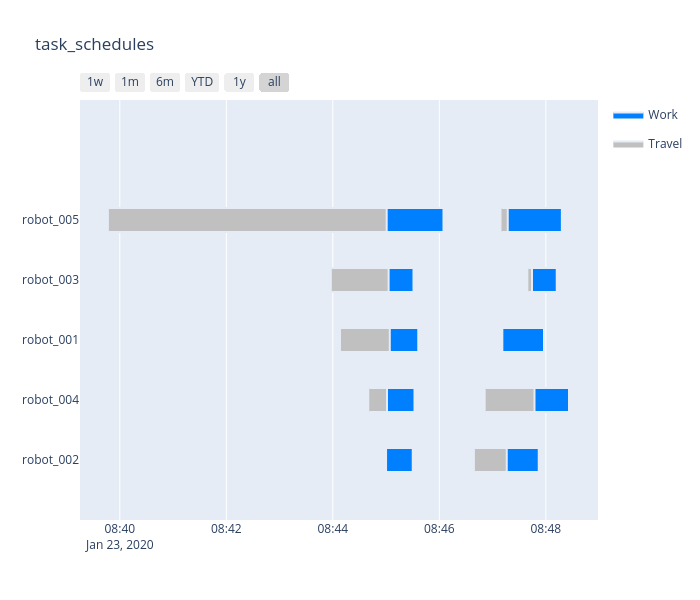 task_schedules
1w 1m 6m YTD 1y all
Work
Travel
robot_005
robot_003
robot_001
robot_004
robot_002
08:40 08:42 08:44 08:46 08:48
Jan 23, 2020